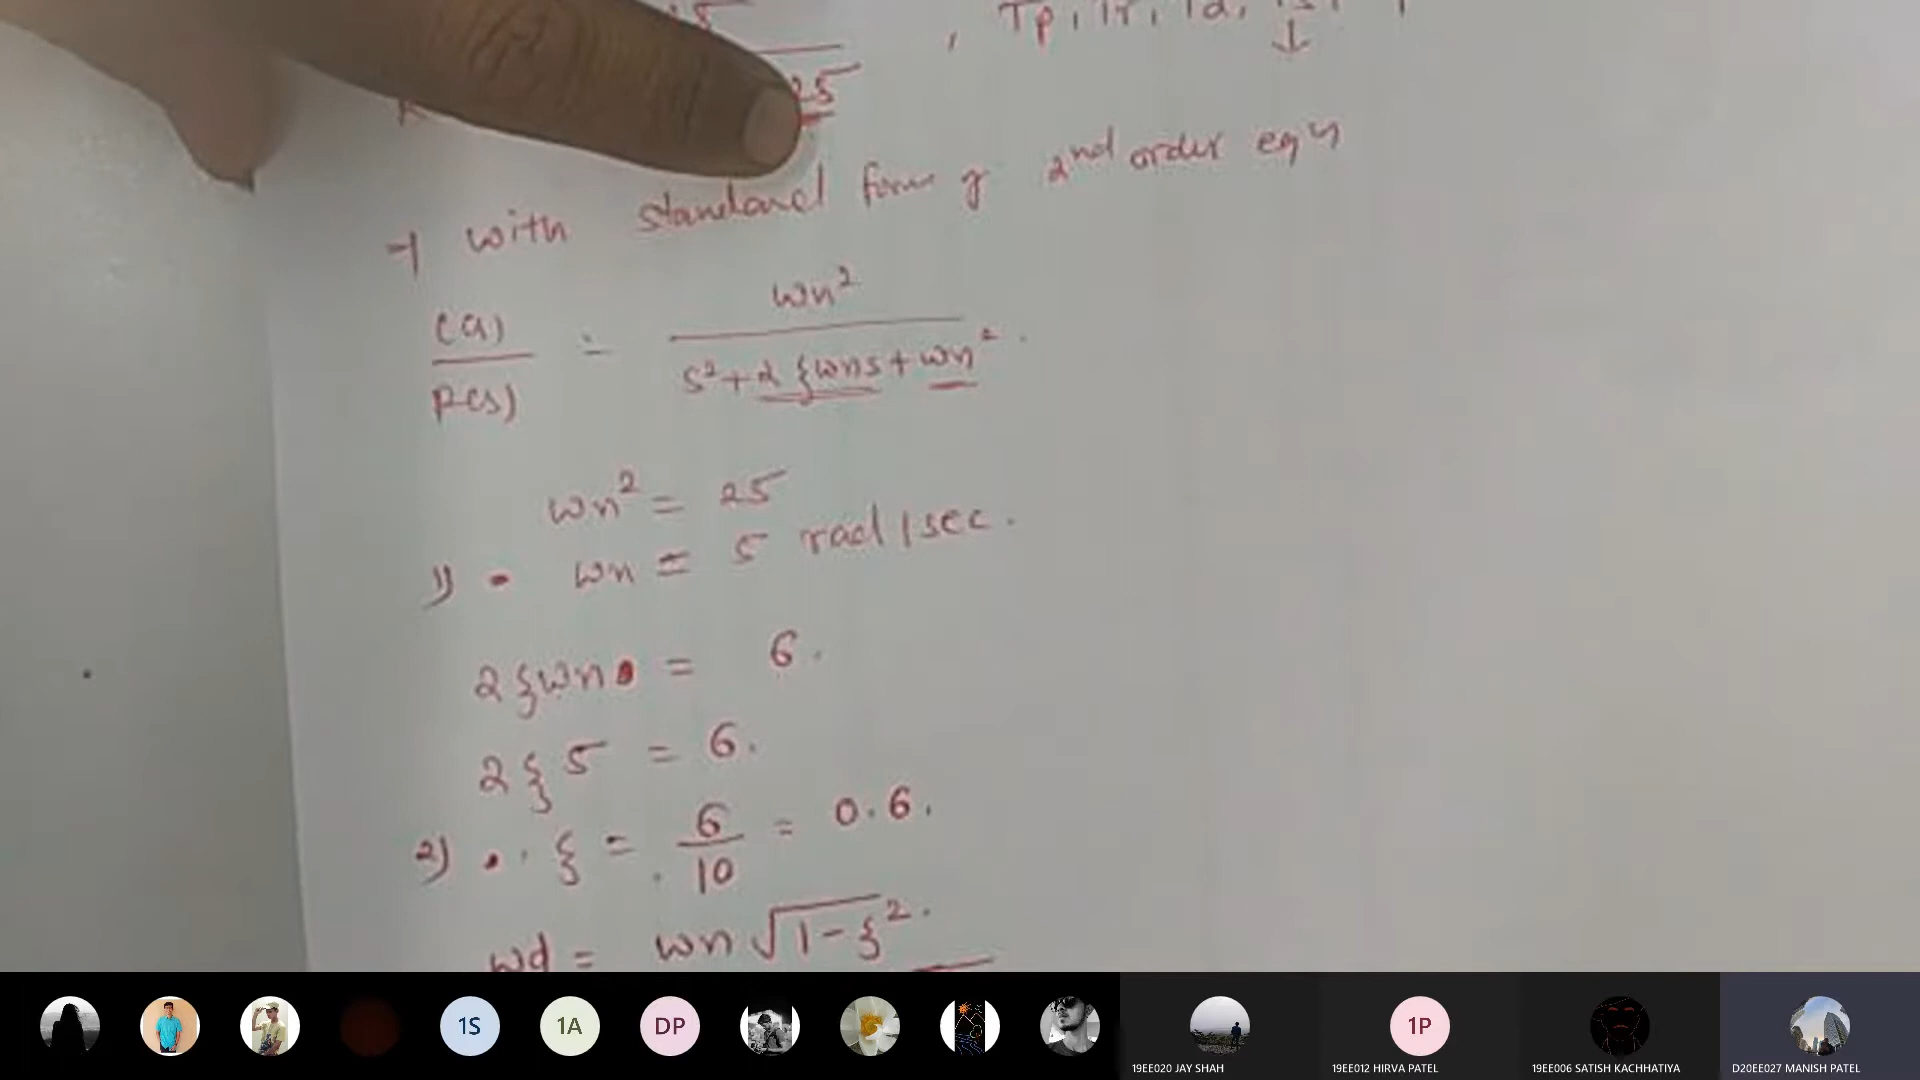 25
, Tp, Tr, Td,
25
→ with standard form of 2nd order eqn
C(s) / R(s) = wn² / s²+2ξwns+wn².
wn² = 25
1) • wn = 5 rad/sec.
2ξwn = 6.
2ξ5 = 6.
2) • ξ = 6/10 = 0.6.
wd = wn √1-ξ².
1S 1A DP 1P
19EE020 JAY SHAH 19EE012 HIRVA PATEL 19EE006 SATISH KACHHATIYA D20EE027 MANISH PATEL